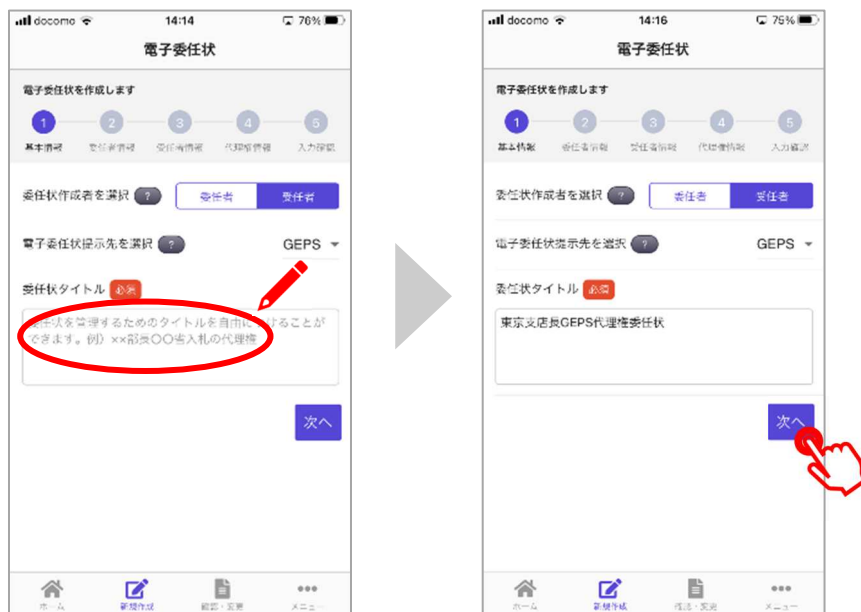 docomo 14:14 76%
電子委任状
電子委任状を作成します
1 2 3 4 5
基本情報 委任者情報 受任者情報 代理権情報 入力確認
委任状作成者を選択 ? 委任者 受任者
電子委任状提示先を選択 ? GEPS
委任状タイトル 必須
委任状を管理するためのタイトルを自由に けることが
できます。例）××部長〇〇省入札の代理権
次へ
ホーム 新規作成 確認・変更 メニュー
docomo 14:16 75%
電子委任状
電子委任状を作成します
1 2 3 4 5
基本情報 委任者情報 受任者情報 代理権情報 入力確認
委任状作成者を選択 ? 委任者 受任者
電子委任状提示先を選択 ? GEPS
委任状タイトル 必須
東京支店長GEPS代理権委任状
次へ
ホーム 新規作成 確認・変更 メニュー